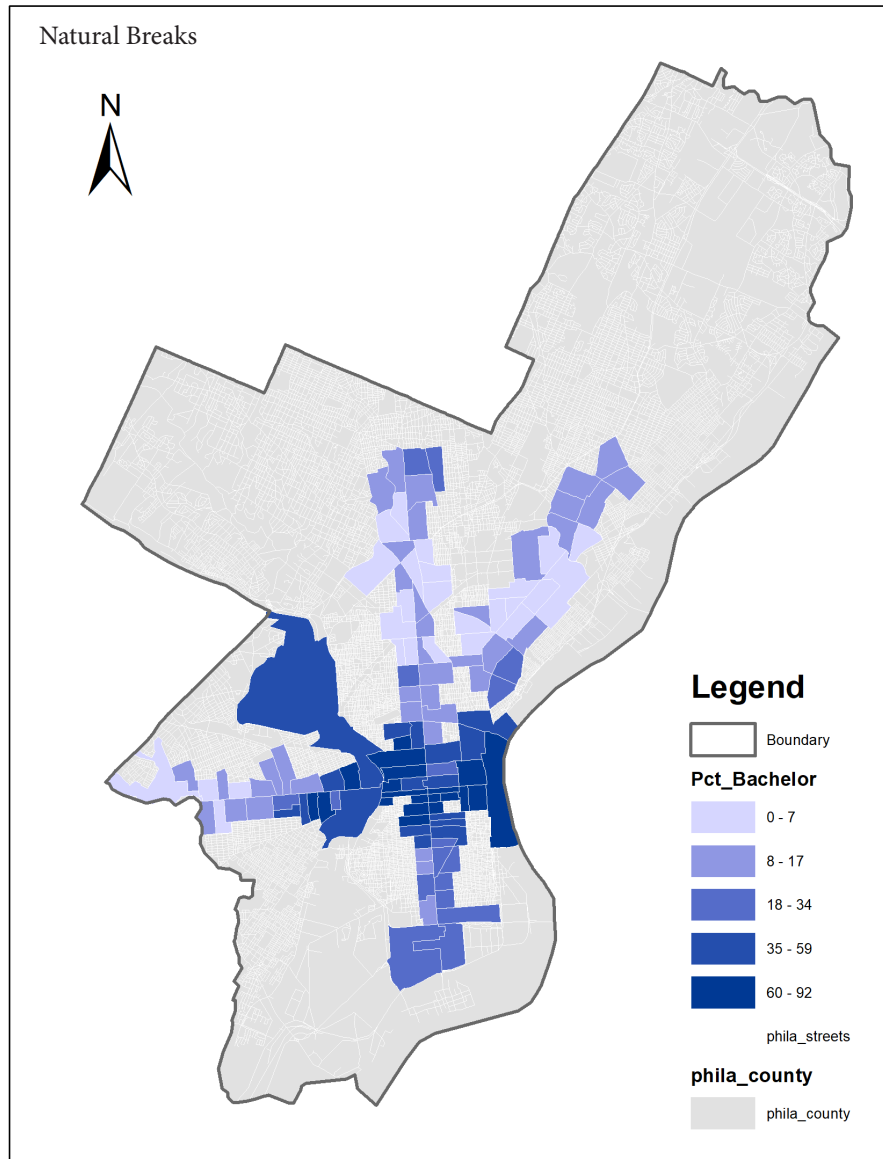 Natural Breaks
N
Legend
Boundary
Pct_Bachelor
0 - 7
8 - 17
18 - 34
35 - 59
60 - 92
phila_streets
phila_county
phila_county